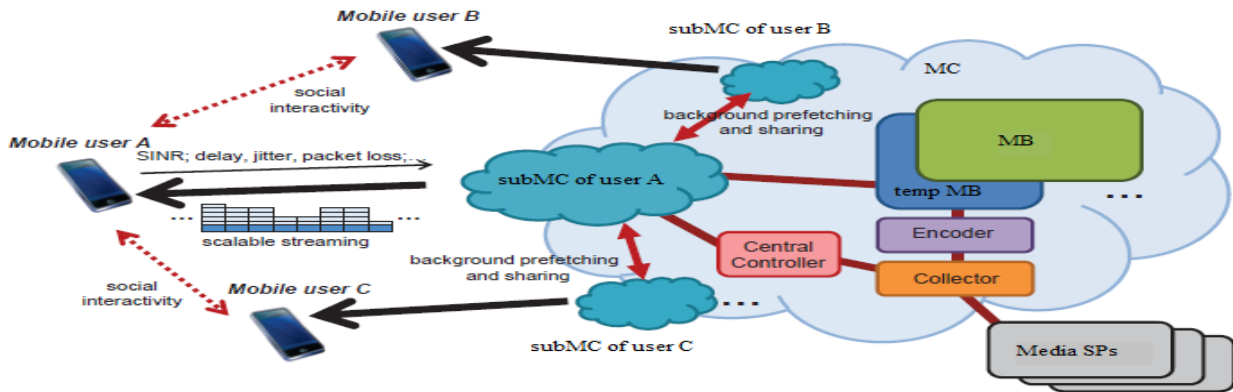 Mobile user B
subMC of user B
MC
social
interactivity
background prefetching
and sharing
MB
Mobile user A
SINR; delay, jitter, packet loss;...
subMC of user A
temp MB
...
... ...
scalable streaming
Encoder
Central
Controller
background prefetching
and sharing
Collector
social
interactivity
Mobile user C
...
subMC of user C
Media SPs